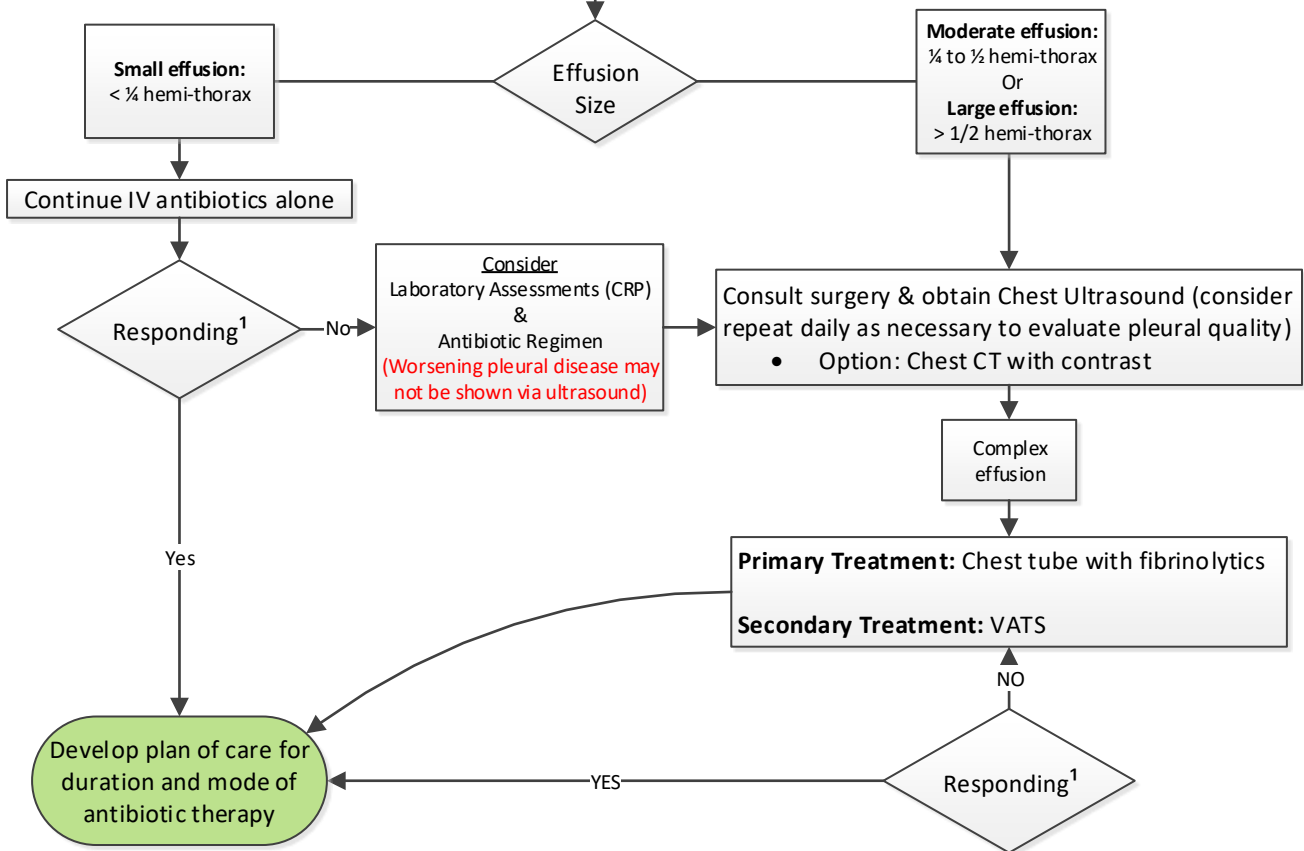 Small effusion:
< ¼ hemi-thorax
Effusion
Size
Moderate effusion:
¼ to ½ hemi-thorax
Or
Large effusion:
> 1/2 hemi-thorax
Continue IV antibiotics alone
Responding¹
No
Consider
Laboratory Assessments (CRP)
&
Antibiotic Regimen
(Worsening pleural disease may
not be shown via ultrasound)
Consult surgery & obtain Chest Ultrasound (consider
repeat daily as necessary to evaluate pleural quality)
• Option: Chest CT with contrast
Complex
effusion
Yes
Primary Treatment: Chest tube with fibrinolytics
Secondary Treatment: VATS
NO
Responding¹
YES
Develop plan of care for
duration and mode of
antibiotic therapy